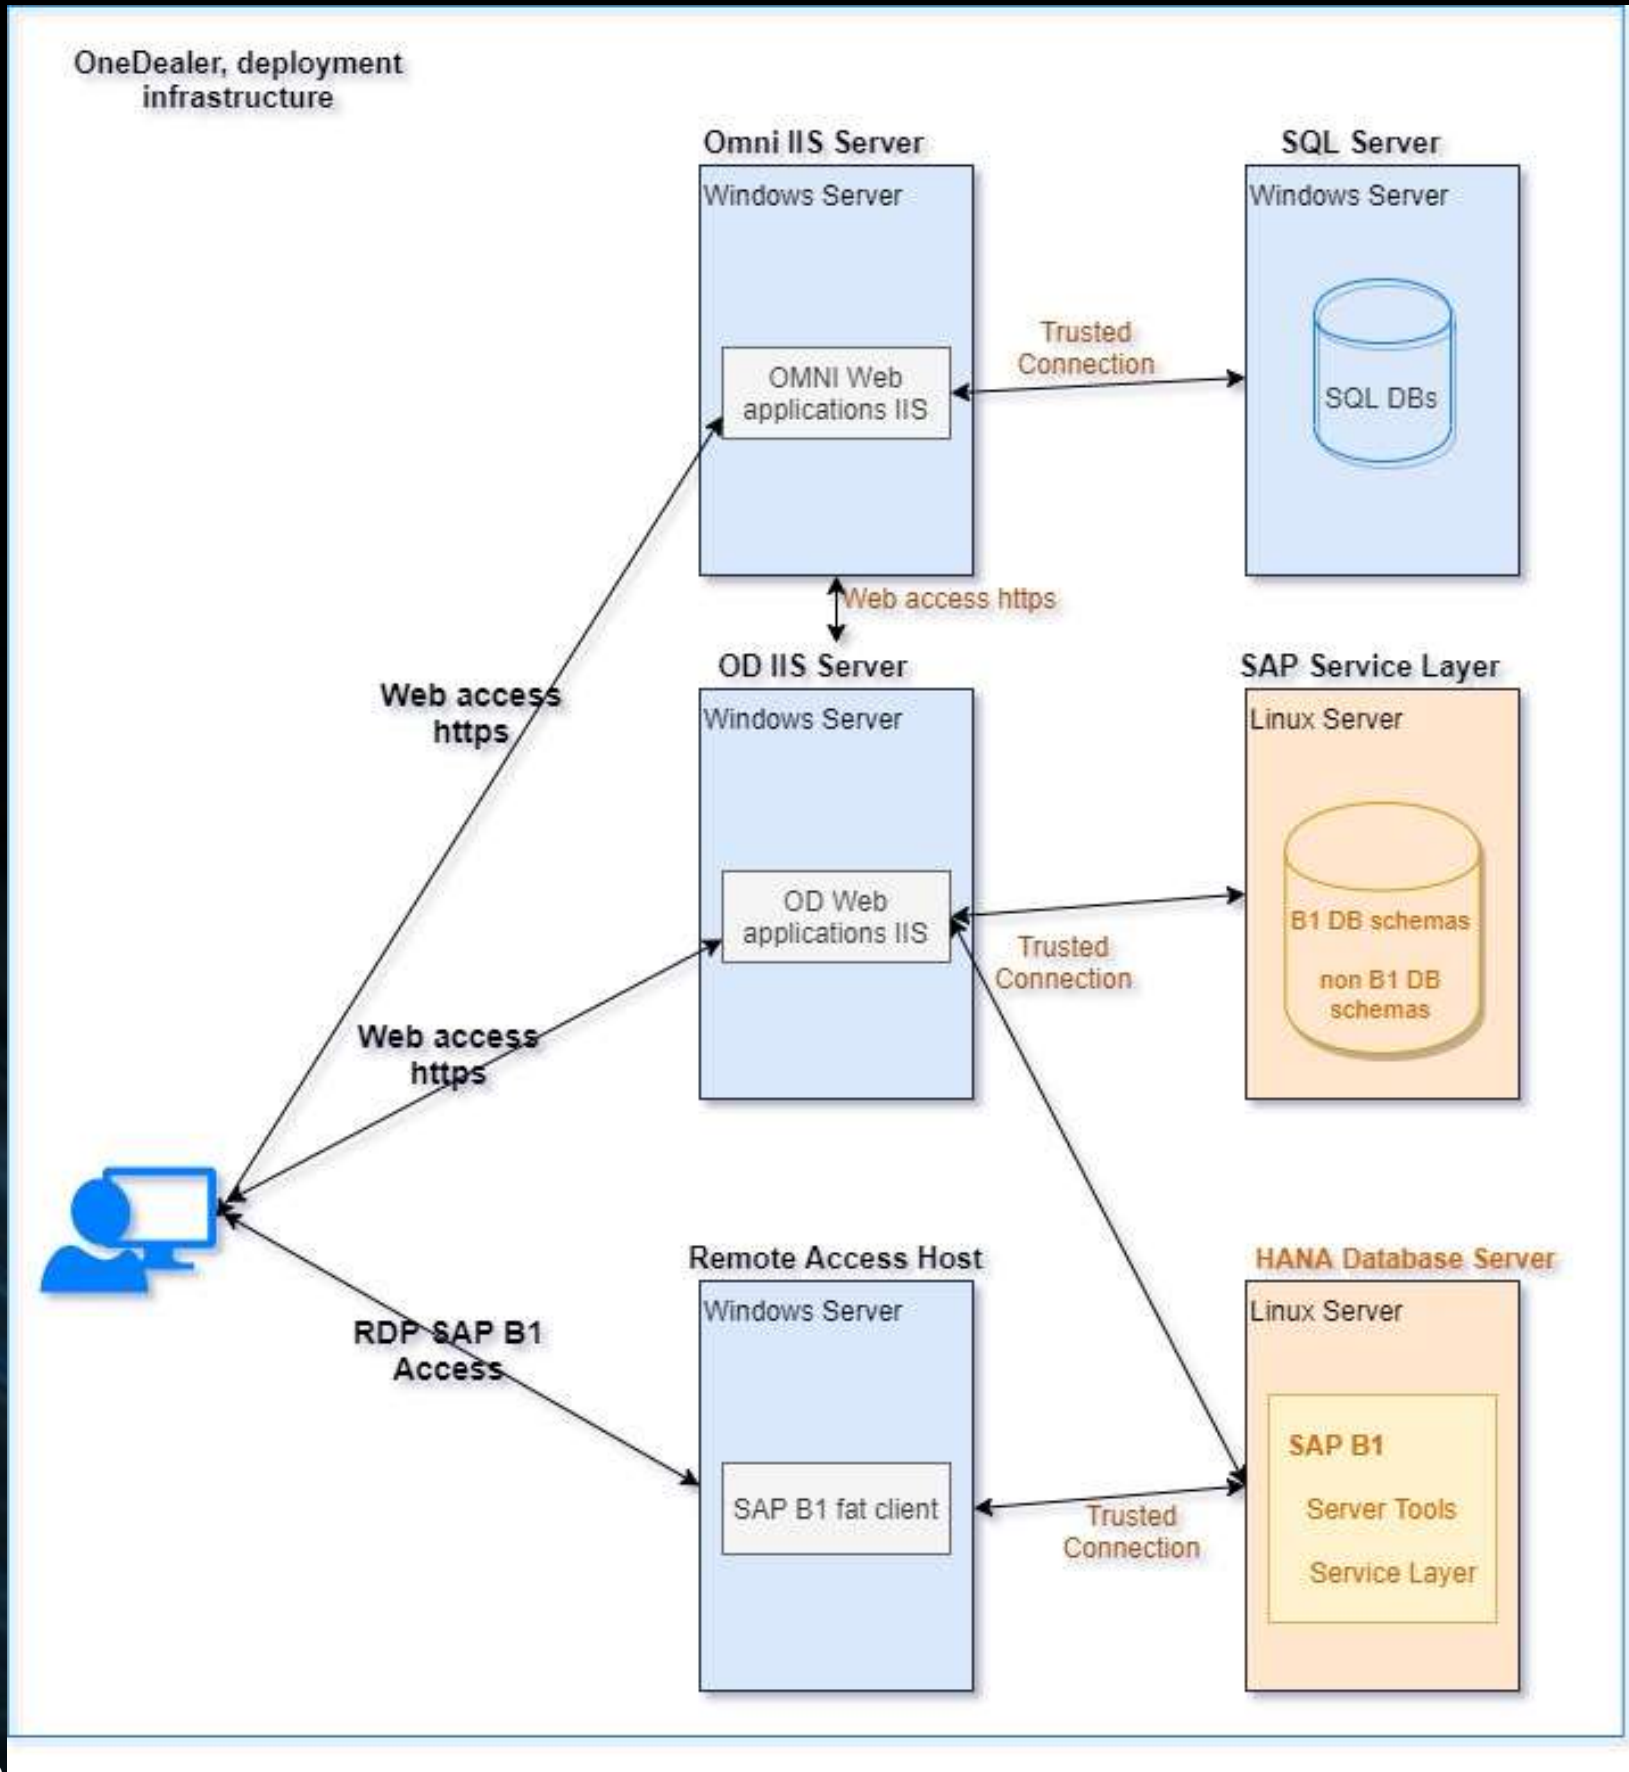 OneDealer, deployment
infrastructure
Omni IIS Server
SQL Server
Windows Server
Windows Server
Trusted
Connection
OMNI Web
applications IIS
SQL DBs
Web access https
OD IIS Server
SAP Service Layer
Web access
https
Windows Server
Linux Server
OD Web
applications IIS
B1 DB schemas
non B1 DB
schemas
Trusted
Connection
Web access
https
Remote Access Host
HANA Database Server
Windows Server
Linux Server
RDP SAP B1
Access
SAP B1
Server Tools
Service Layer
SAP B1 fat client
Trusted
Connection